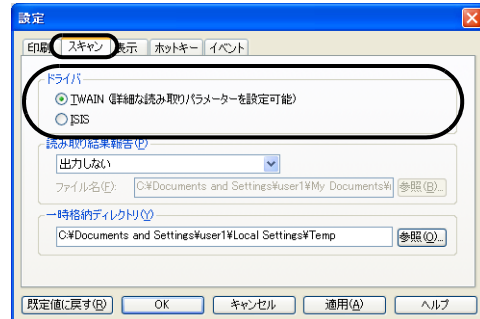 設定
印刷 スキャン 表示 ホットキー イベント
ドライバ
TWAIN (詳細な読み取りパラメーターを設定可能)
ISIS
読み取り結果報告(P)
出力しない
ファイル名(F): C:¥Documents and Settings¥user1¥My Documents¥ 参照(B)...
一時格納ディレクトリ(Y)
C:¥Documents and Settings¥user1¥Local Settings¥Temp 参照(O)...
既定値に戻す(R) OK キャンセル 適用(A) ヘルプ